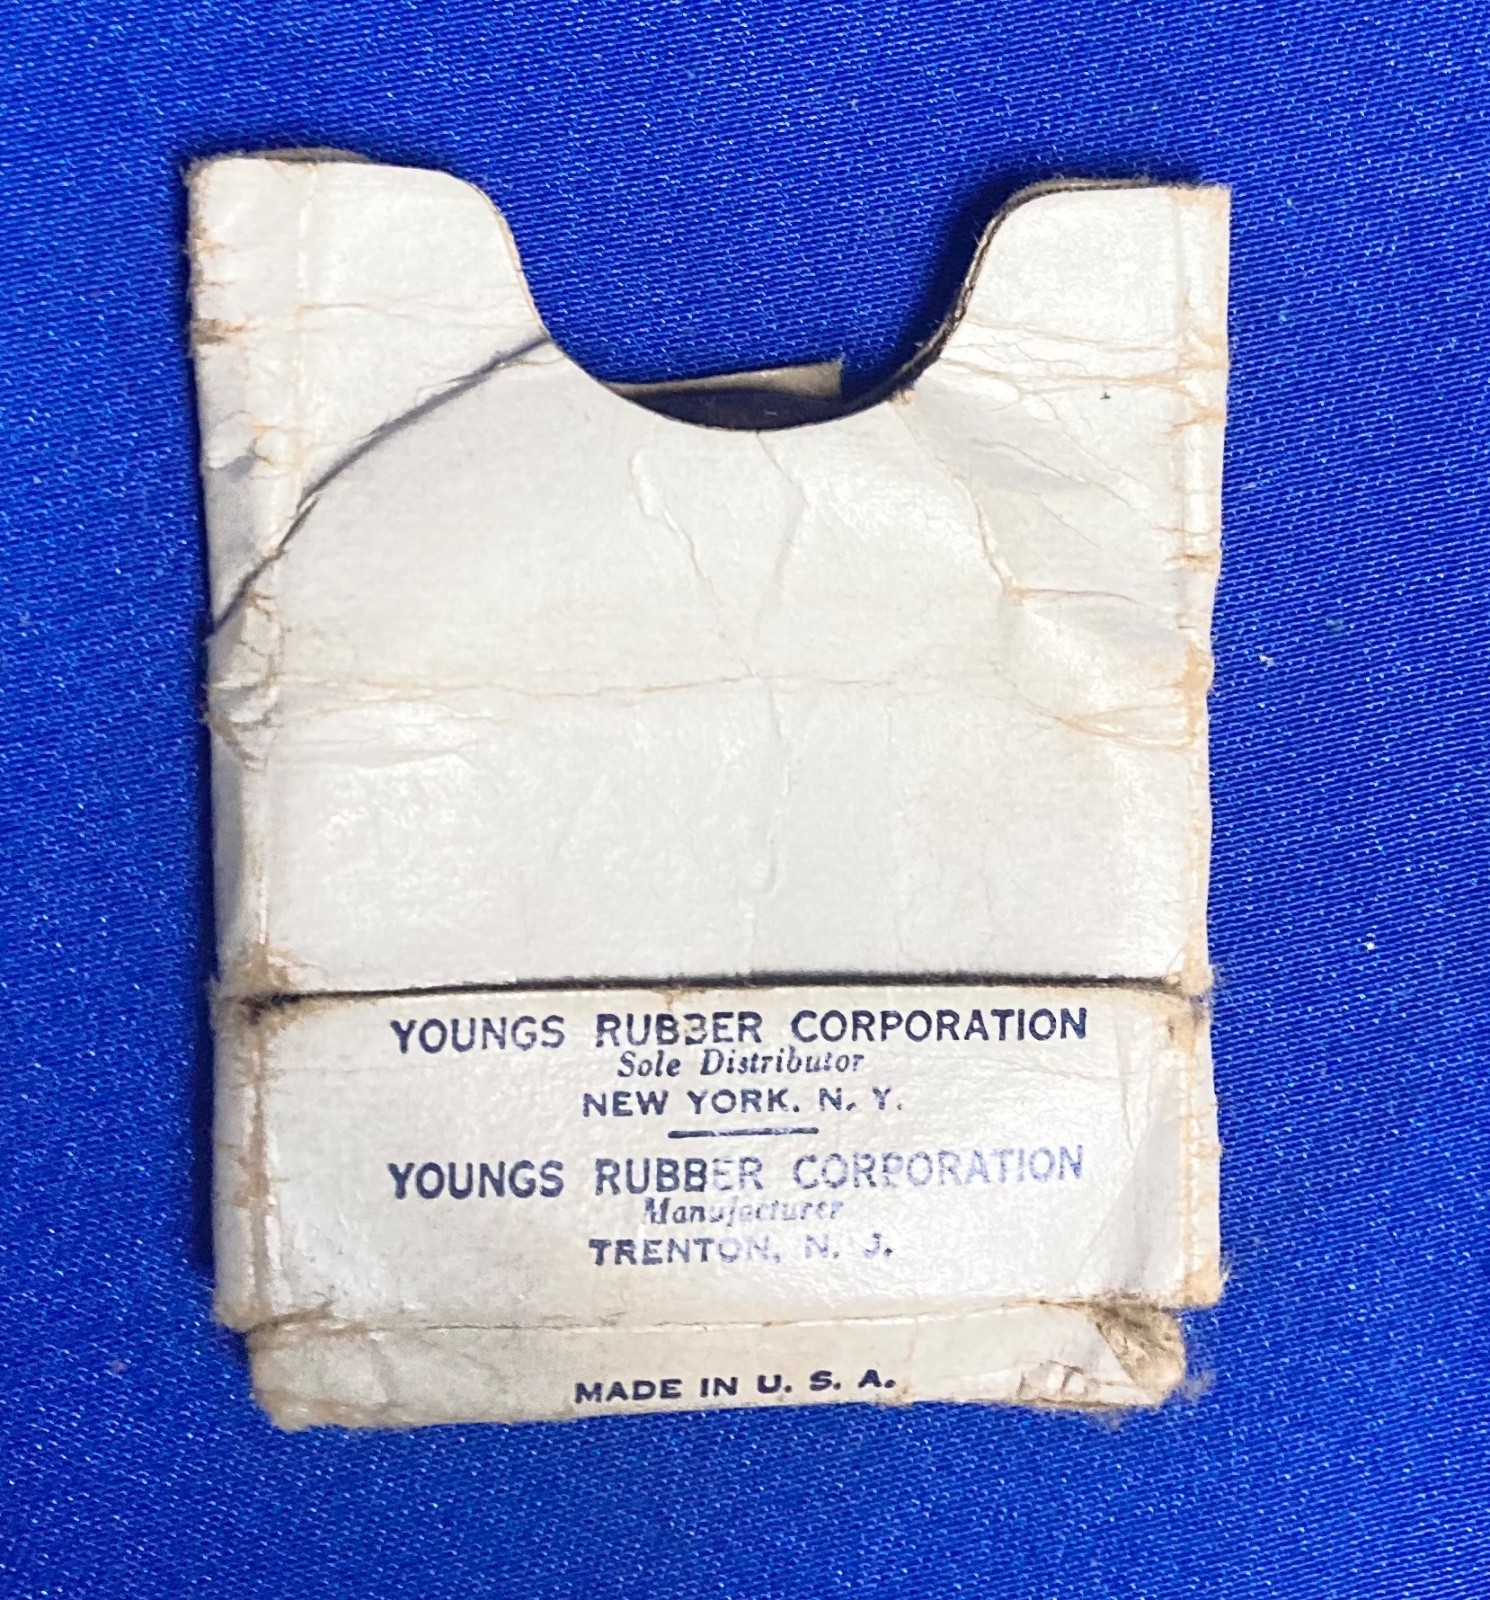 YOUNGS RUBBER CORPORATION
Sole Distributor
NEW YORK. N. Y.
YOUNGS RUBBER CORPORATION
Manufacturer
TRENTON, N. J.
MADE IN U. S. A.